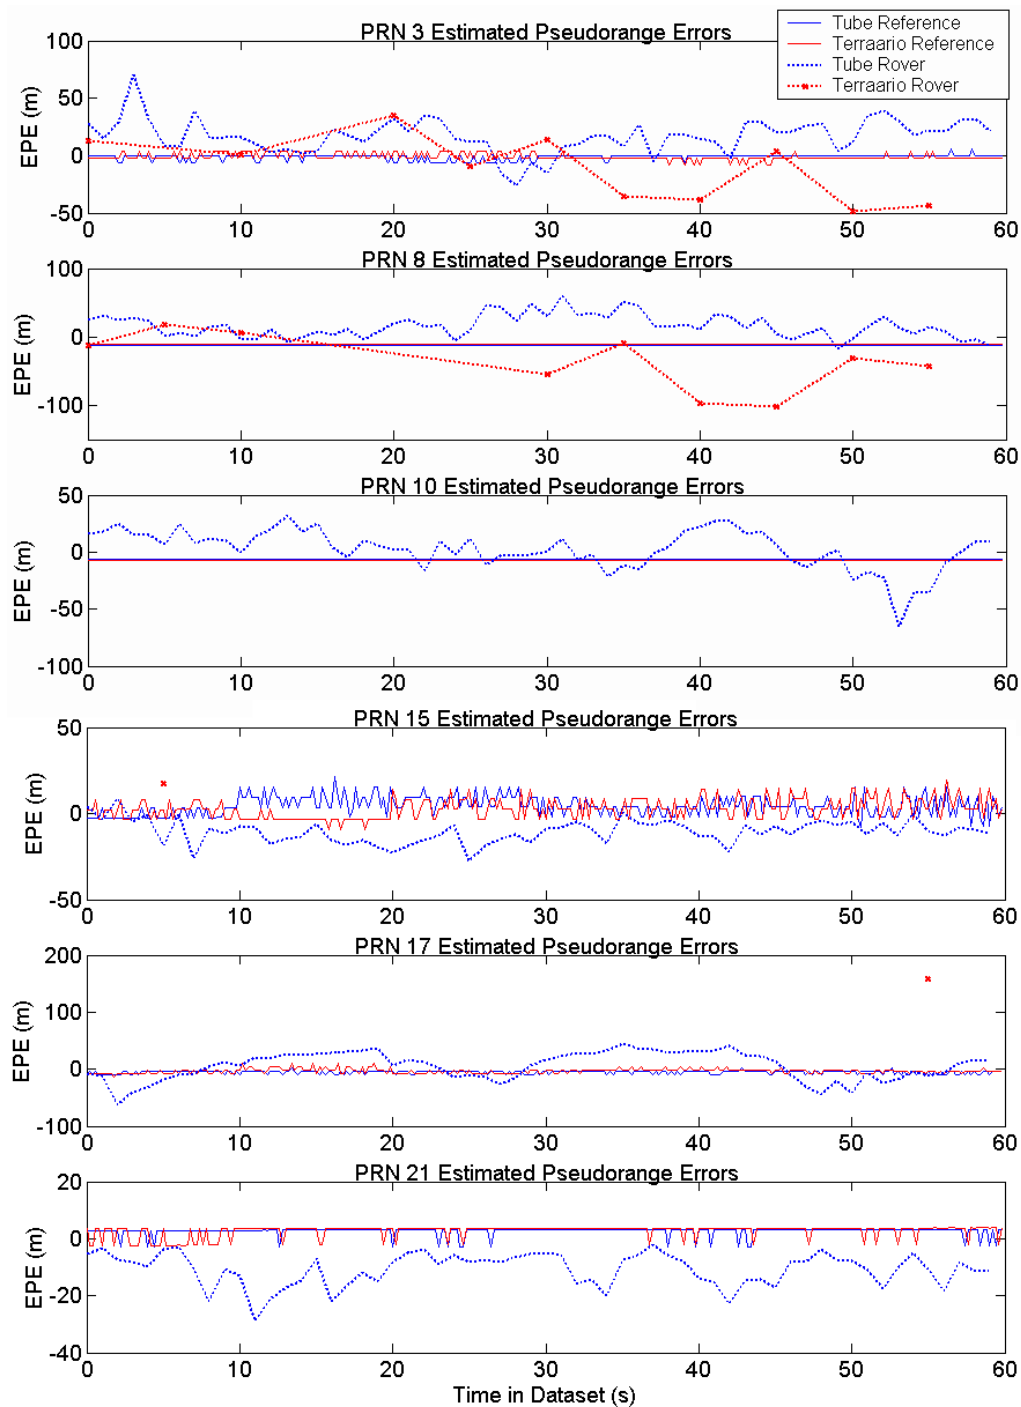 PRN 3 Estimated Pseudorange Errors
Tube Reference
Terraario Reference
Tube Rover
Terraario Rover
EPE (m)
100
50
0
-50
0 10 20 30 40 50 60
PRN 8 Estimated Pseudorange Errors
EPE (m)
100
0
-100
0 10 20 30 40 50 60
PRN 10 Estimated Pseudorange Errors
EPE (m)
50
0
-50
-100
0 10 20 30 40 50 60
PRN 15 Estimated Pseudorange Errors
EPE (m)
50
0
-50
0 10 20 30 40 50 60
PRN 17 Estimated Pseudorange Errors
EPE (m)
200
100
0
-100
0 10 20 30 40 50 60
PRN 21 Estimated Pseudorange Errors
EPE (m)
20
0
-20
-40
0 10 20 30 40 50 60
Time in Dataset (s)